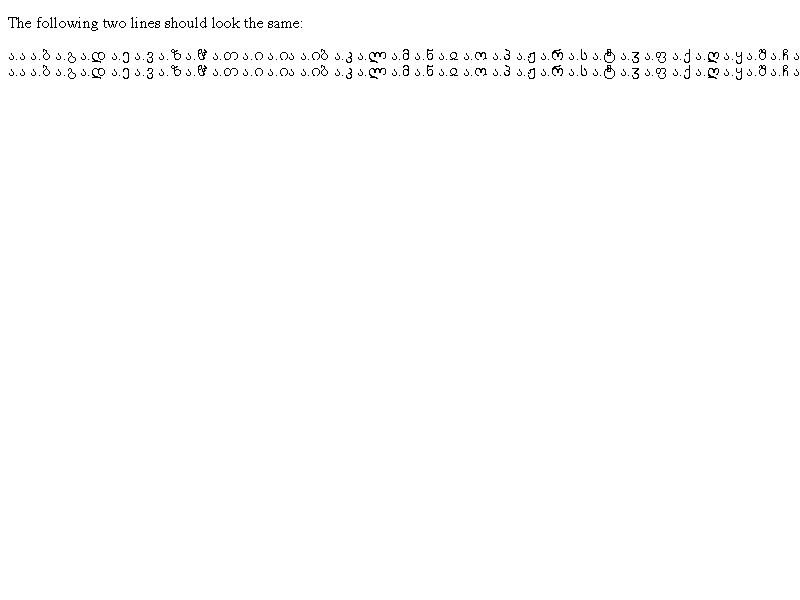 The following two lines should look the same:
ა.ა ა.ბ ა.გ ა.დ ა.ე ა.ვ ა.ზ ა.ჱ ა.თ ა.ი ა.ია ა.იბ ა.კ ა.ლ ა.მ ა.ნ ა.ჲ ა.ო ა.პ ა.ჟ ა.რ ა.ს ა.ტ ა.ჳ ა.ფ ა.ქ ა.ღ ა.ყ ა.შ ა.ჩ ა
ა.ა ა.ბ ა.გ ა.დ ა.ე ა.ვ ა.ზ ა.ჱ ა.თ ა.ი ა.ია ა.იბ ა.კ ა.ლ ა.მ ა.ნ ა.ჲ ა.ო ა.პ ა.ჟ ა.რ ა.ს ა.ტ ა.ჳ ა.ფ ა.ქ ა.ღ ა.ყ ა.შ ა.ჩ ა